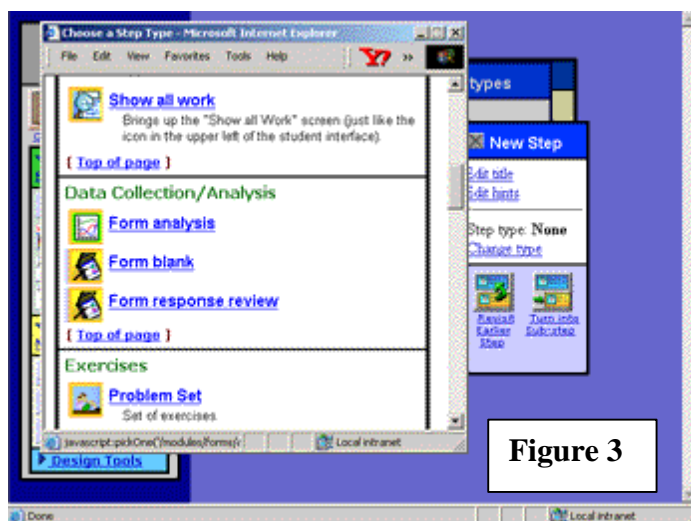 Choose a Step Type - Microsoft Internet Explorer
File Edit View Favorites Tools Help
Show all work
Brings up the "Show all Work" screen (just like the
icon in the upper left of the student interface).
[ Top of page ]
Data Collection/Analysis
Form analysis
Form blank
Form response review
[ Top of page ]
Exercises
Problem Set
Set of exercises
javascript:pickOne('/modules/forms/r
Local intranet
types
New Step
Edit title
Edit hints
Step type: None
Change type
Revisit
Earlier
Step
Turn into
Substep
Design Tools
Figure 3
Done
Local intranet